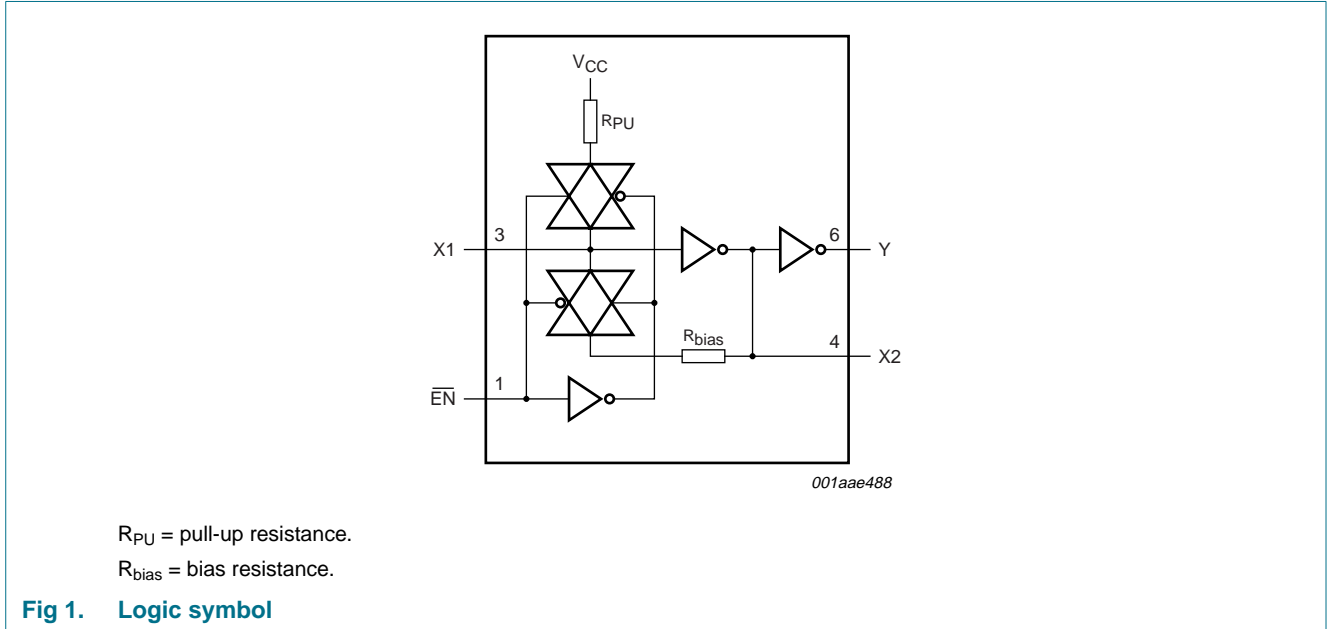 VCC
RPU
X1
3
6
Y
Rbias
4
X2
EN
1
001aae488
RPU = pull-up resistance.
Rbias = bias resistance.
Fig 1. Logic symbol